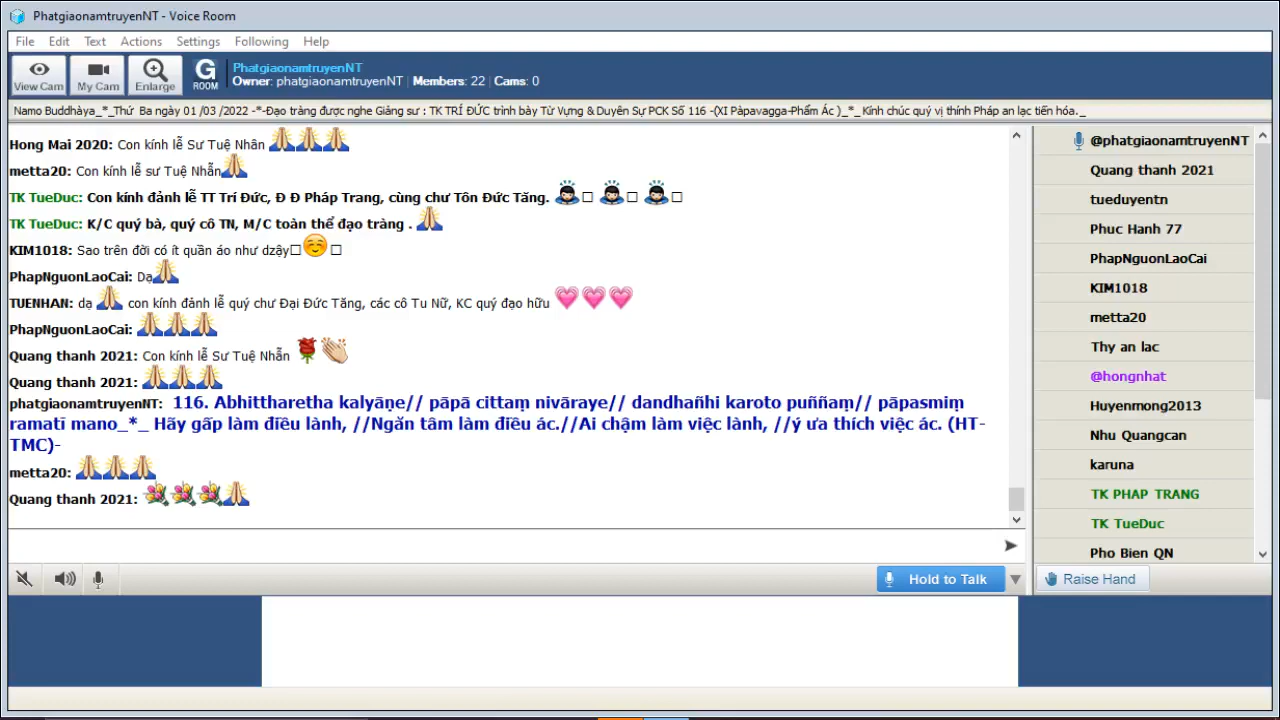 PhatgiaonamtruyenNT - Voice Room
File Edit Text Actions Settings Following Help
View Cam My Cam Enlarge G ROOM
PhatgiaonamtruyenNT
Owner: phatgiaonamtruyenNT | Members: 22 | Cams: 0
Namo Buddhàya_*_Thứ Ba ngày 01 /03 /2022 -*-Đạo tràng được nghe Giảng sư : TK TRÍ ĐỨC trình bày Từ Vựng & Duyên Sự PCK Số 116 -(XI Pàpavagga-Phẩm Ác )_*_ Kính chúc quý vị thính Pháp an lạc tiến hóa._
Hong Mai 2020: Con kính lễ Sư Tuệ Nhân
metta20: Con kính lễ sư Tuệ Nhẫn
TK TueDuc: Con kính đảnh lễ TT Trí Đức, Đ Đ Pháp Trang, cùng chư Tôn Đức Tăng.
TK TueDuc: K/C quý bà, quý cô TN, M/C toàn thể đạo tràng .
KIM1018: Sao trên đời có ít quần áo như dzậy
PhapNguonLaoCai: Dạ
TUENHAN: dạ con kính đảnh lễ quý chư Đại Đức Tăng, các cô Tu Nữ, KC quý đạo hữu
PhapNguonLaoCai:
Quang thanh 2021: Con kính lễ Sư Tuệ Nhẫn
Quang thanh 2021:
phatgiaonamtruyenNT: 116. Abhittharetha kalyāṇe// pāpā cittaṃ nivāraye// dandhañhi karoto puññaṃ// pāpasmiṃ
ramatī mano_*_ Hãy gấp làm điều lành, //Ngăn tâm làm điều ác.//Ai chậm làm việc lành, //ý ưa thích việc ác. (HT-
TMC)-
metta20:
Quang thanh 2021:
@phatgiaonamtruyenNT
Quang thanh 2021
tueduyentn
Phuc Hanh 77
PhapNguonLaoCai
KIM1018
metta20
Thy an lac
@hongnhat
Huyenmong2013
Nhu Quangcan
karuna
TK PHAP TRANG
TK TueDuc
Pho Bien QN
Hold to Talk
Raise Hand